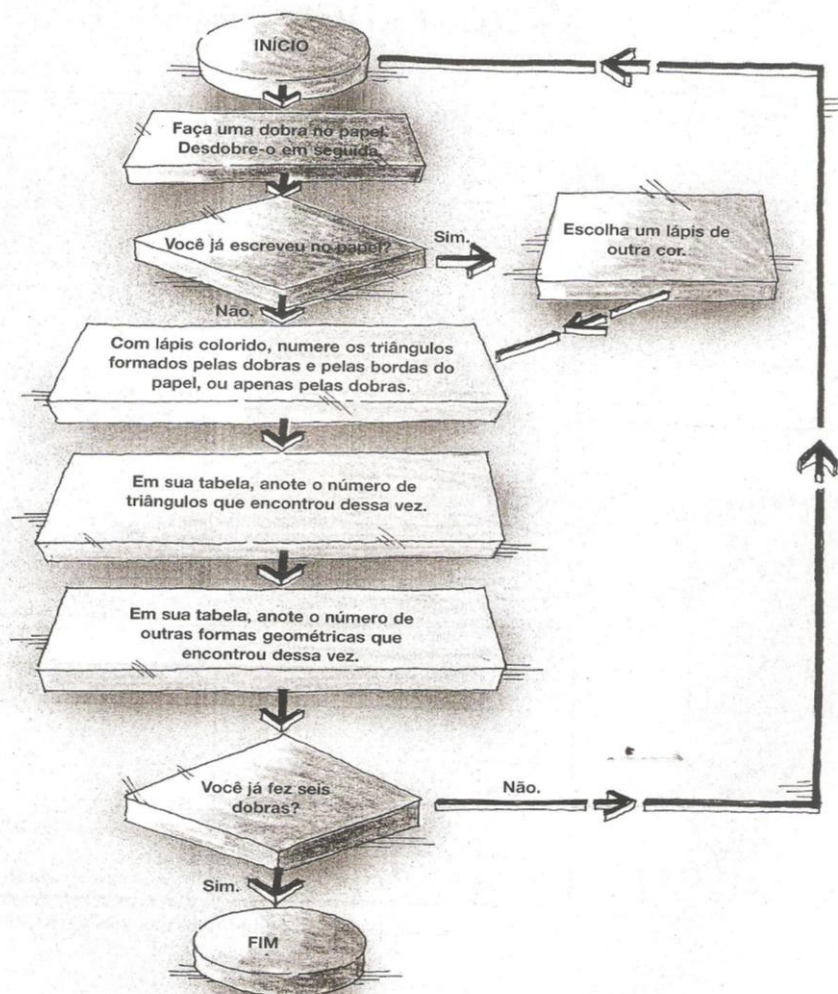 INÍCIO
Faça uma dobra no papel.
Desdobre-o em seguida.
Você já escreveu no papel?
Sim.
Escolha um lápis de
outra cor.
Não.
Com lápis colorido, numere os triângulos
formados pelas dobras e pelas bordas do
papel, ou apenas pelas dobras.
Em sua tabela, anote o número de
triângulos que encontrou dessa vez.
Em sua tabela, anote o número de
outras formas geométricas que
encontrou dessa vez.
Você já fez seis
dobras?
Não.
Sim.
FIM